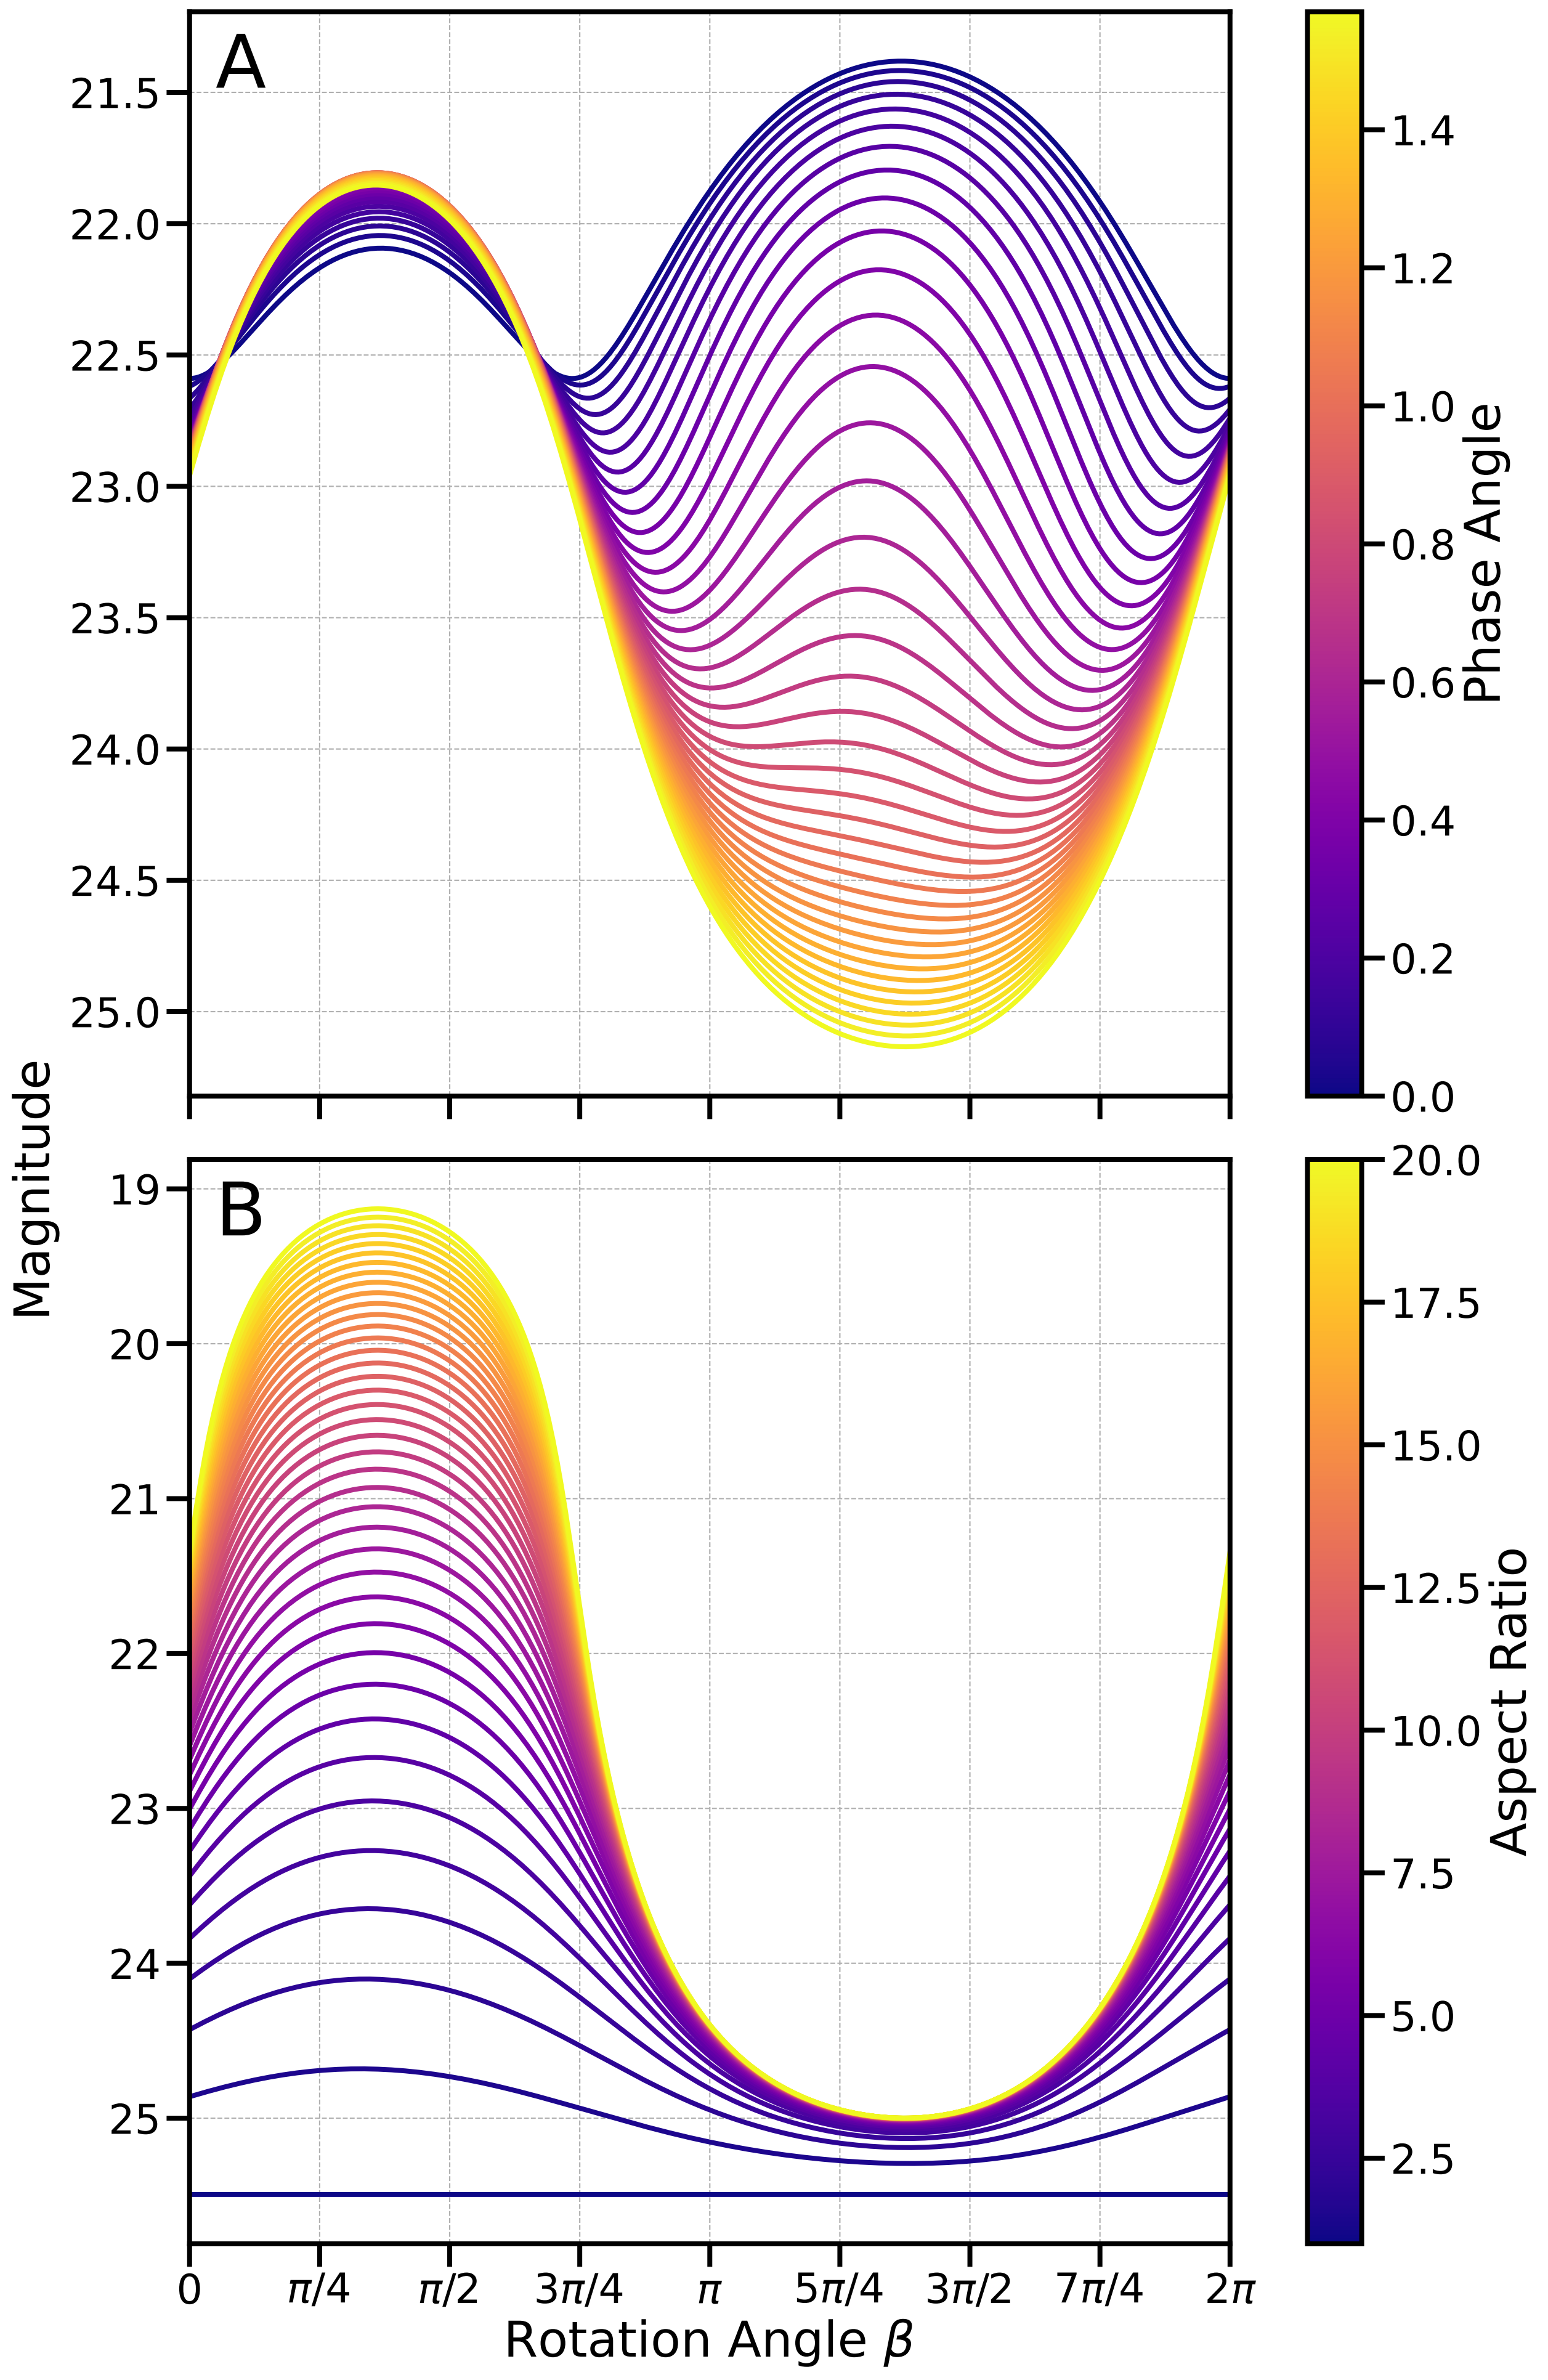 A
21.5
22.0
22.5
23.0
23.5
24.0
24.5
25.0
1.4
1.2
1.0
0.8
0.6
0.4
0.2
0.0
Phase Angle
Magnitude
B
19
20
21
22
23
24
25
0
π/4
π/2
3π/4
π
5π/4
3π/2
7π/4
2π
Rotation Angle β
20.0
17.5
15.0
12.5
10.0
7.5
5.0
2.5
Aspect Ratio